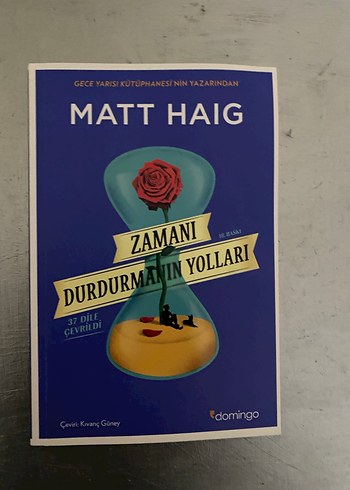 GECE YARISI KÜTÜPHANESİ'NİN YAZARINDAN
MATT HAIG
ZAMANI
DURDURMANIN YOLLARI
37 DİLE
ÇEVRİLDİ
Çeviri: Kıvanç Güney
domingo